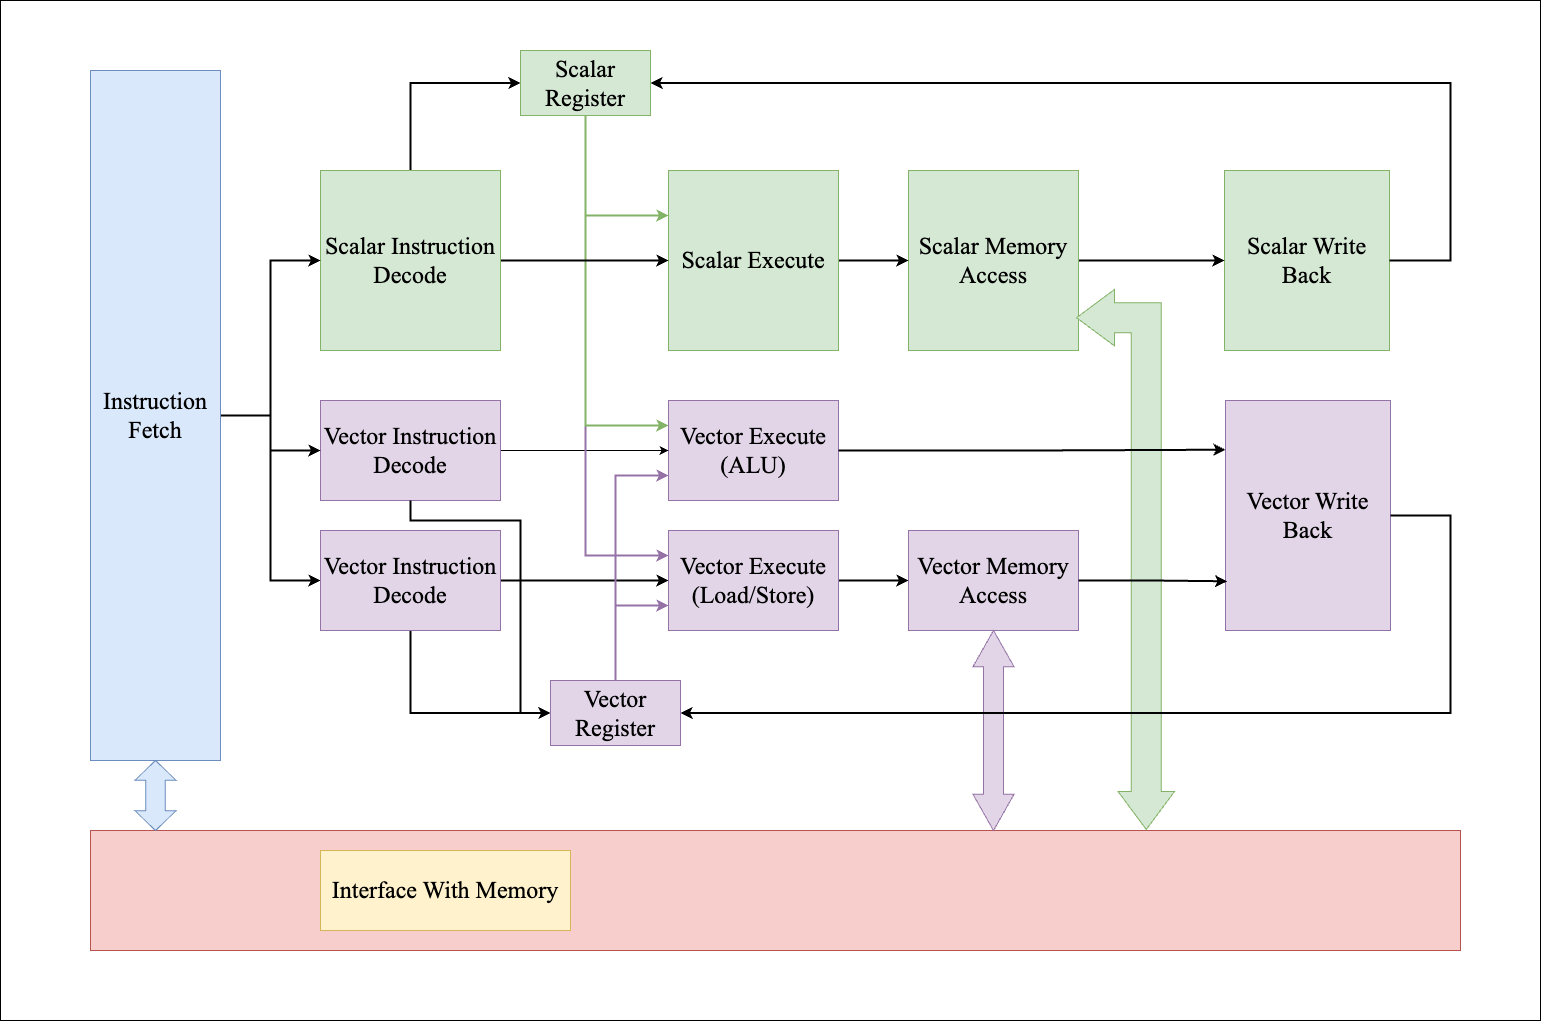 Scalar
Register
Scalar Instruction
Decode
Scalar Execute
Scalar Memory
Access
Scalar Write
Back
Instruction
Fetch
Vector Instruction
Decode
Vector Execute
(ALU)
Vector Write
Back
Vector Instruction
Decode
Vector Execute
(Load/Store)
Vector Memory
Access
Vector
Register
Interface With Memory